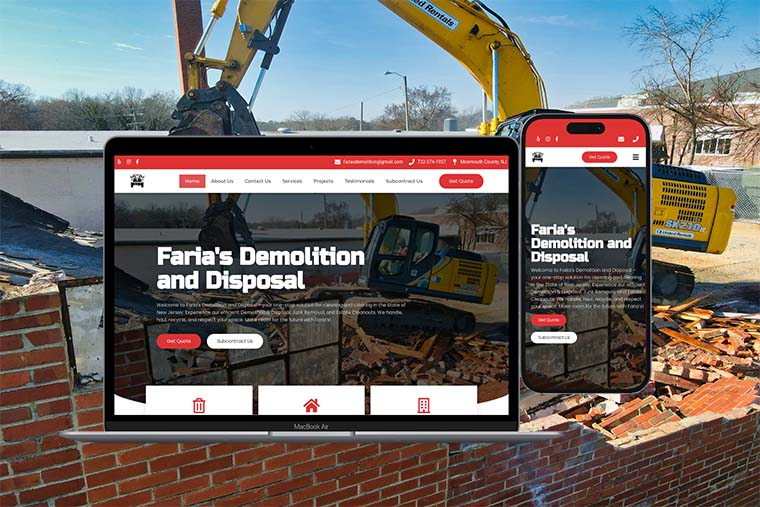 United Rentals
fariasdemolition@gmail.com 732-374-1957 Monmouth County, NJ
Home About Us Contact Us Services Projects Testimonials Subcontract Us Get Quote
Faria's Demolition
and Disposal
Welcome to Faria's Demolition and Disposal – your one-stop solution for cleaning and clearing in the State of
New Jersey. Experience our efficient Demolition & Disposal, Junk Removal, and Estate Cleanouts. We handle,
haul, recycle, and respect your space. Make room for the future with Faria's!
Get Quote Subcontract Us
MacBook Air
Get Quote
Faria's
Demolition and
Disposal
Welcome to Faria's Demolition and Disposal –
your one-stop solution for cleaning and clearing
in the State of New Jersey. Experience our efficient
Demolition & Disposal, Junk Removal, and Estate
Cleanouts. We handle, haul, recycle, and respect
your space. Make room for the future with Faria's!
Get Quote
Subcontract Us
SK210
United Rentals